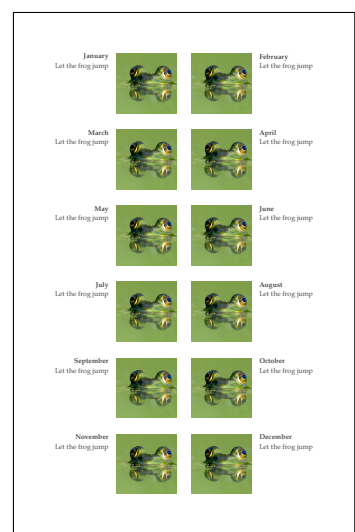 January
Let the frog jump
February
Let the frog jump
March
Let the frog jump
April
Let the frog jump
May
Let the frog jump
June
Let the frog jump
July
Let the frog jump
August
Let the frog jump
September
Let the frog jump
October
Let the frog jump
November
Let the frog jump
December
Let the frog jump